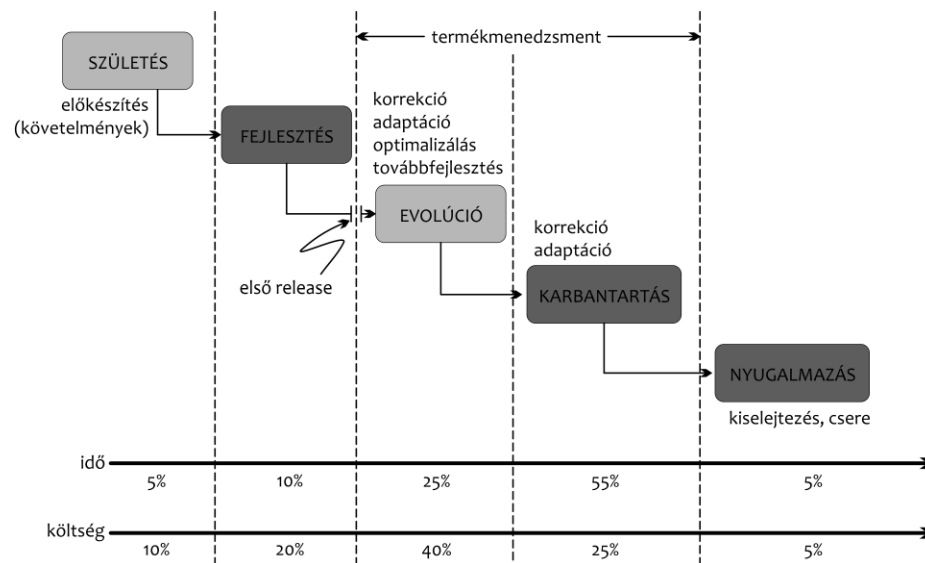 termékmenedzsment
SZÜLETÉS
előkészítés
(követelmények)
FEJLESZTÉS
korrekció
adaptáció
optimalizálás
továbbfejlesztés
EVOLÚCIÓ
első release
korrekció
adaptáció
KARBANTARTÁS
NYUGALMAZÁS
kiselejtezés, csere
idő
5% 10% 25% 55% 5%
költség
10% 20% 40% 25% 5%